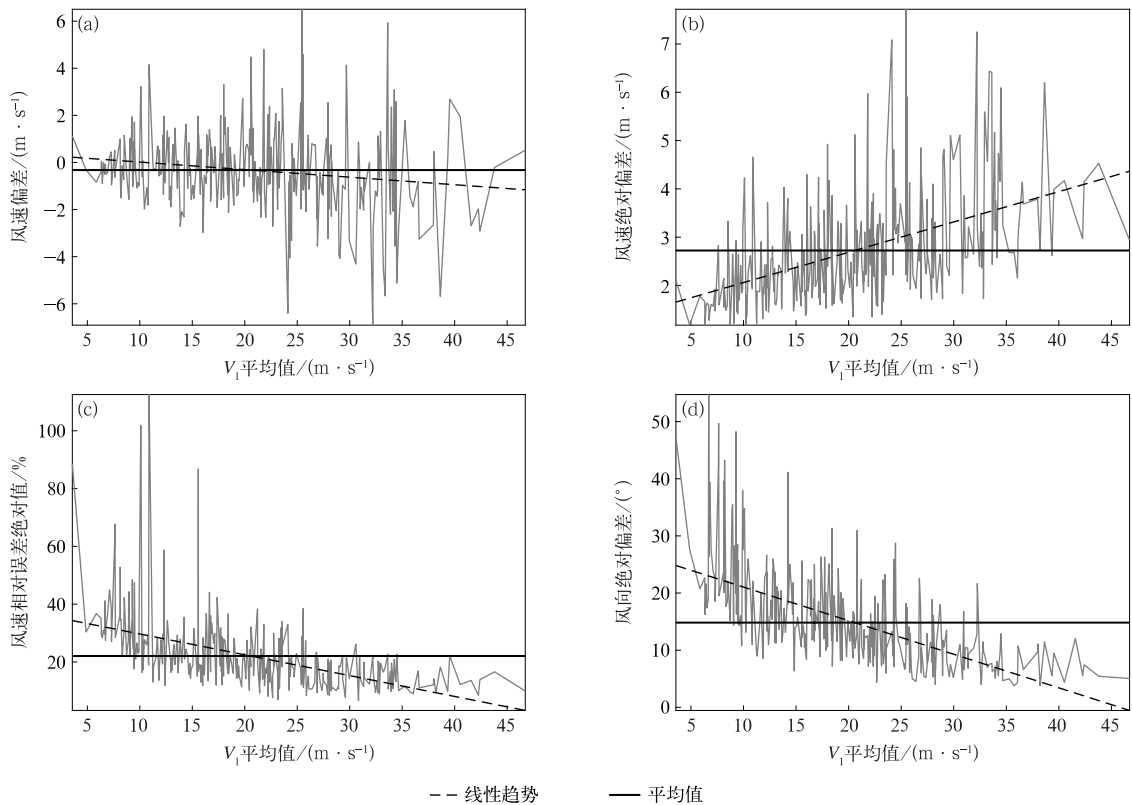 (a)
6
4
2
0
−2
−4
−6
风速偏差/(m · s⁻¹)
5 10 15 20 25 30 35 40 45
V₁平均值/(m · s⁻¹)
(b)
7
6
5
4
3
2
风速绝对偏差/(m · s⁻¹)
5 10 15 20 25 30 35 40 45
V₁平均值/(m · s⁻¹)
(c)
100
80
60
40
20
风速相对误差绝对值/%
5 10 15 20 25 30 35 40 45
V₁平均值/(m · s⁻¹)
(d)
50
40
30
20
10
0
风向绝对偏差/(°)
5 10 15 20 25 30 35 40 45
V₁平均值/(m · s⁻¹)
线性趋势 平均值